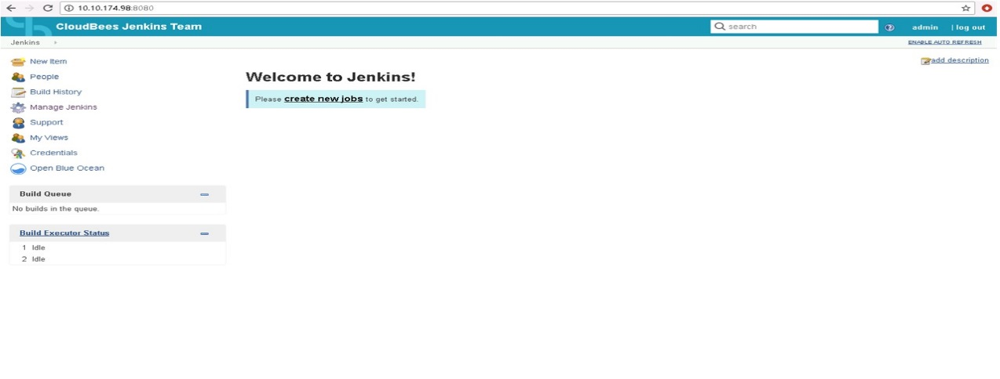 10.10.174.98:8080
CloudBees Jenkins Team
search
admin | log out
Jenkins
ENABLE AUTO REFRESH
New Item
People
Build History
Manage Jenkins
Support
My Views
Credentials
Open Blue Ocean
add description
Welcome to Jenkins!
Please create new jobs to get started.
Build Queue
No builds in the queue.
Build Executor Status
1 Idle
2 Idle